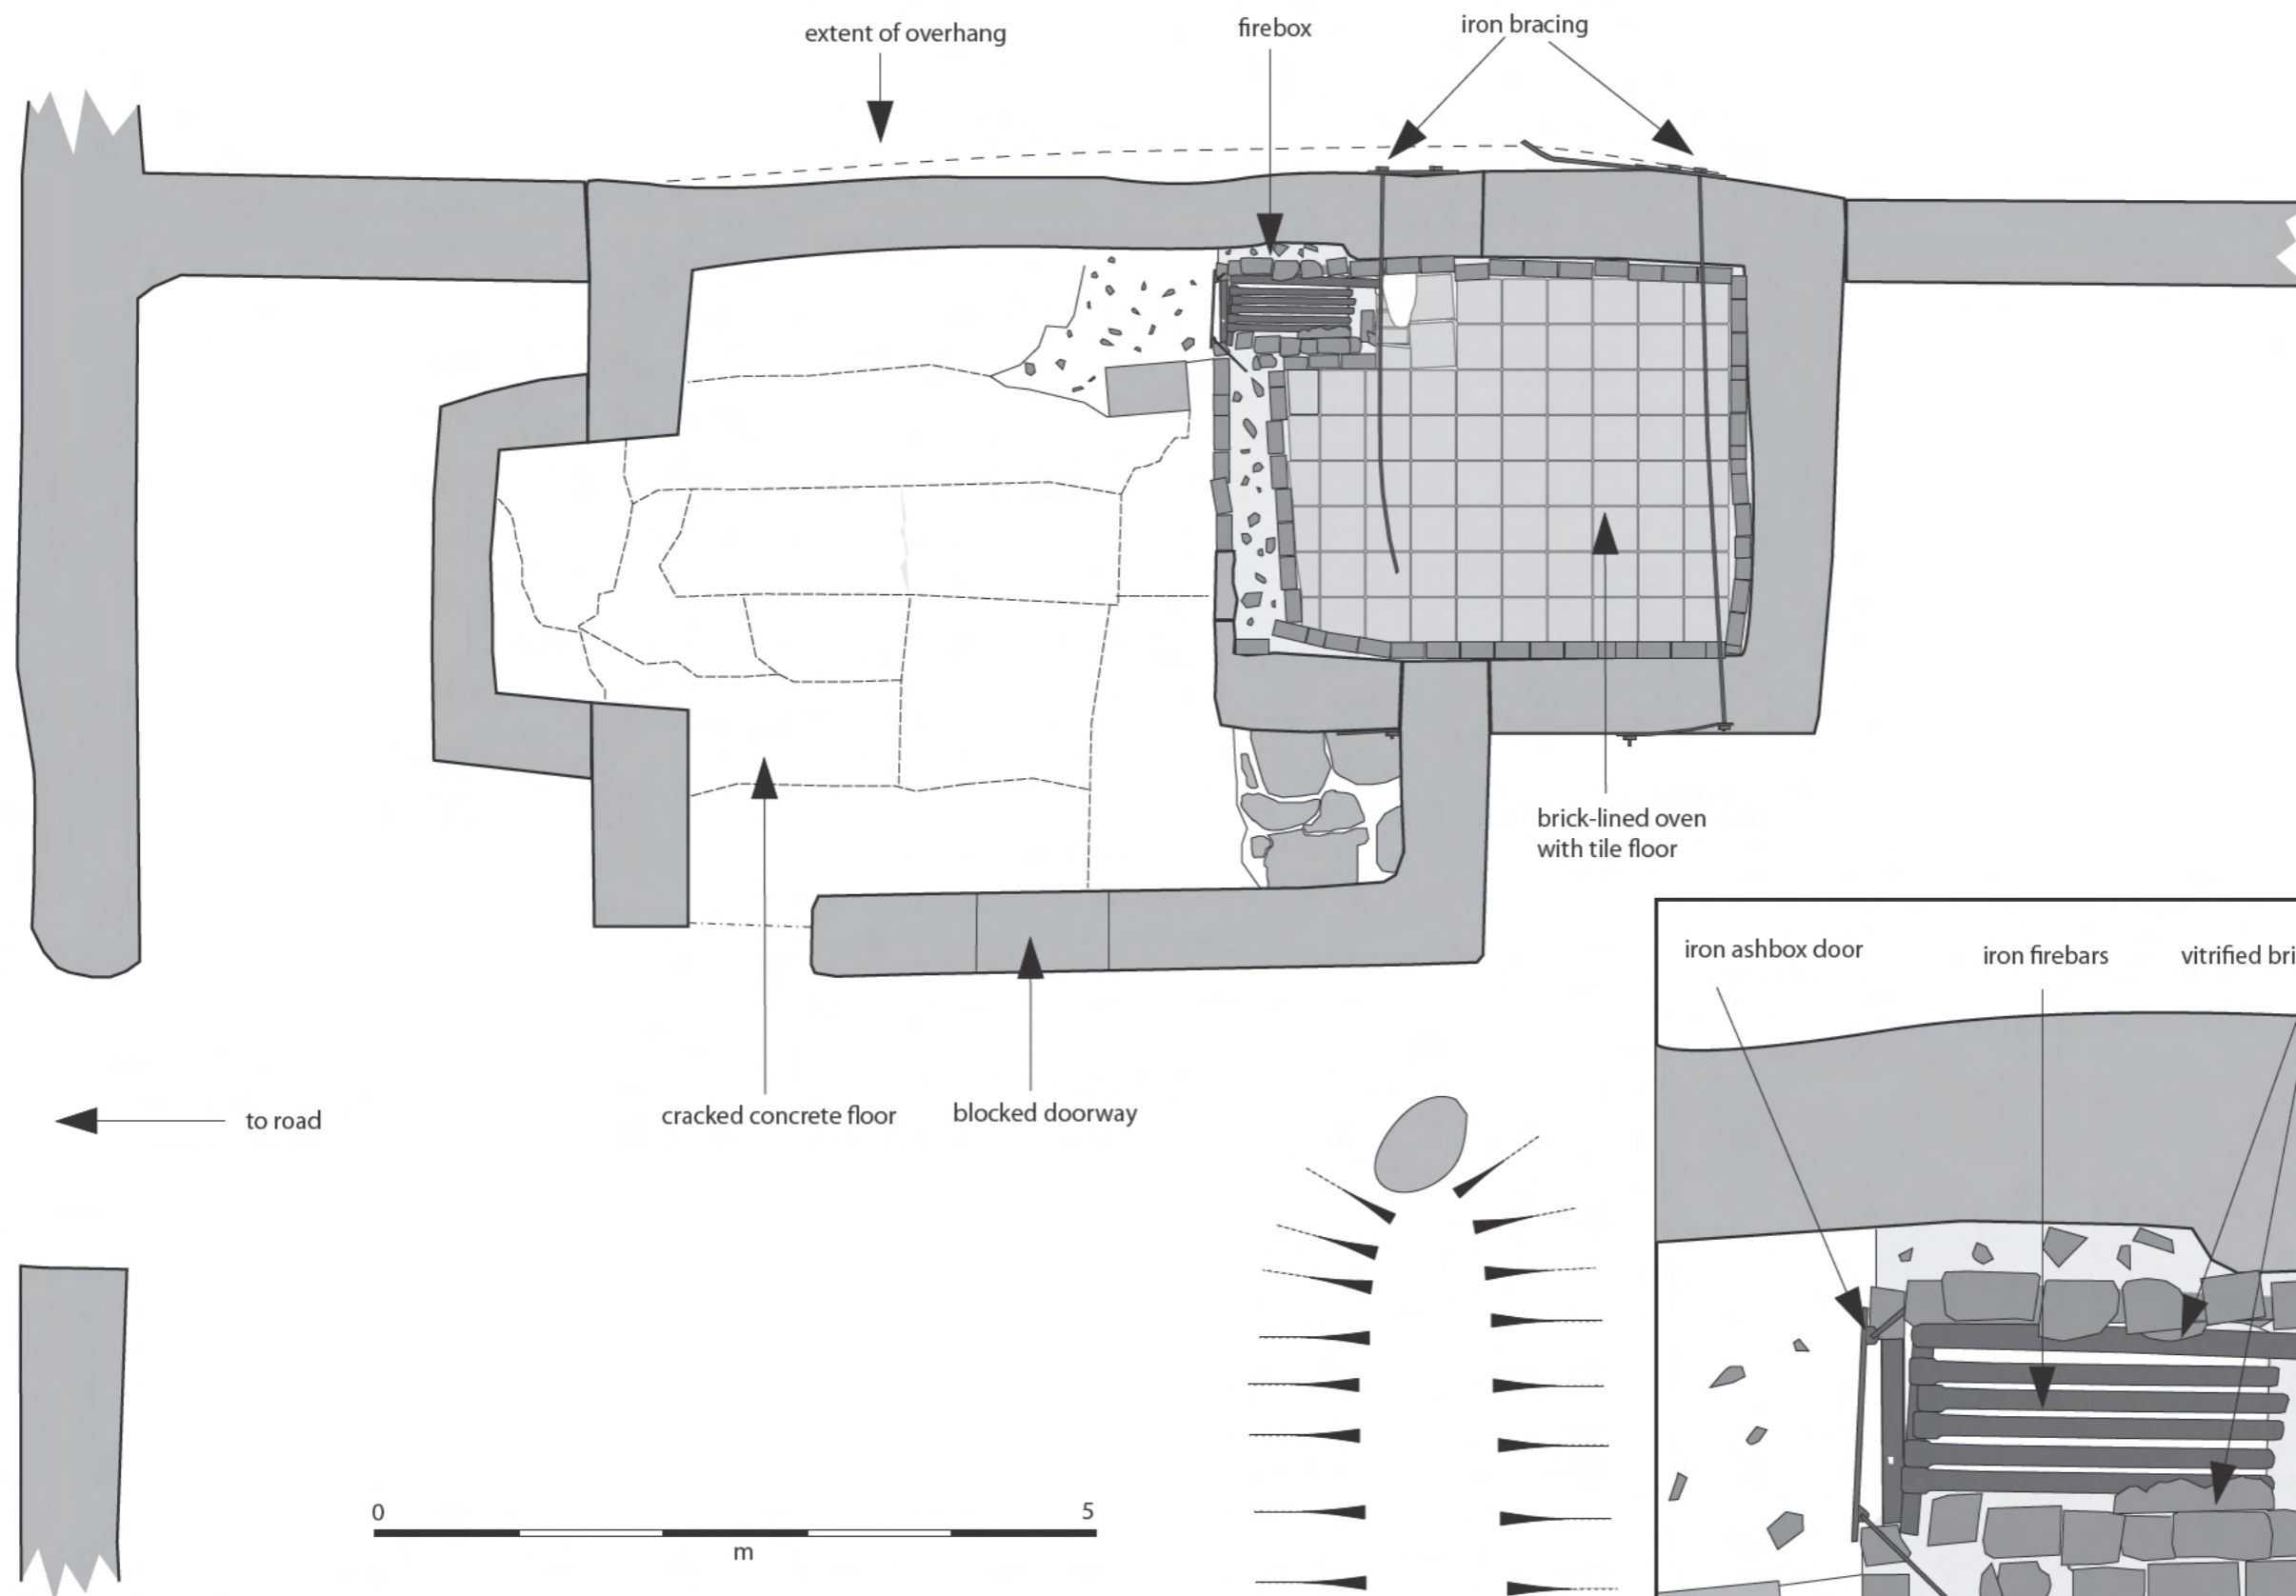 extent of overhang
firebox
iron bracing
brick-lined oven
with tile floor
iron ashbox door
iron firebars
vitrified
cracked concrete floor
blocked doorway
to road
0
5
m